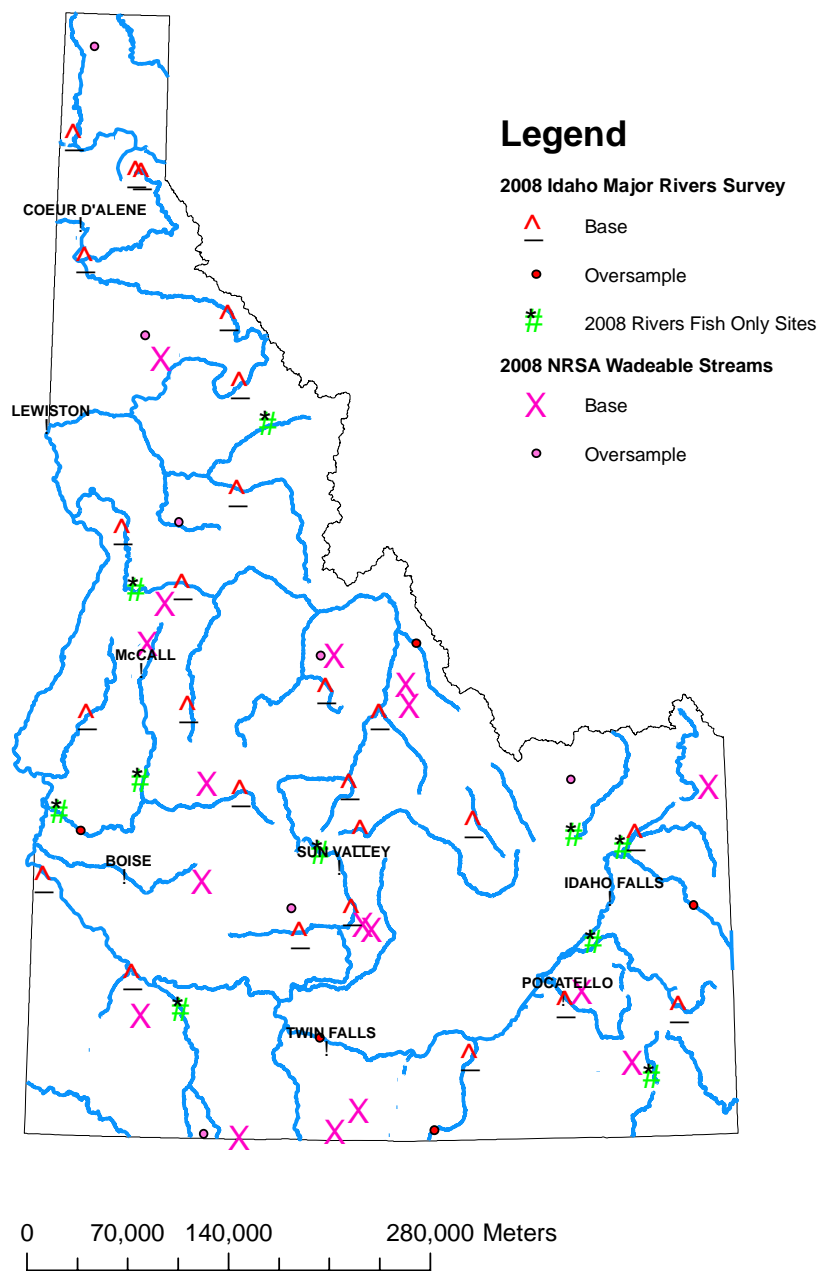 Legend
2008 Idaho Major Rivers Survey
Base
Oversample
2008 Rivers Fish Only Sites
2008 NRSA Wadeable Streams
Base
Oversample
COEUR D'ALENE
LEWISTON
McCALL
BOISE
SUN VALLEY
IDAHO FALLS
POCATELLO
TWIN FALLS
0 70,000 140,000 280,000 Meters